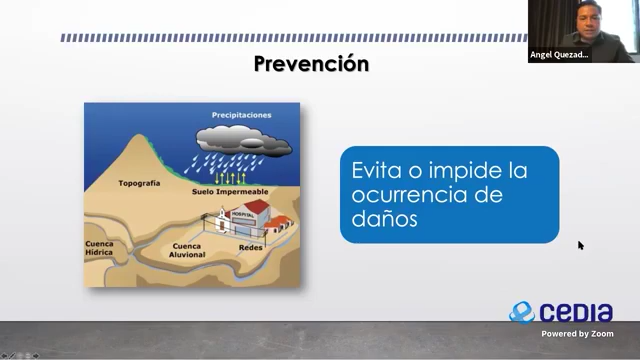 Angel Quezad...
Prevención
Precipitaciones
Topografía
Suelo Impermeable
HOSPITAL
Cuenca
Hídrica
Cuenca
Aluvional
Redes
Evita o impide la
ocurrencia de
daños
cedia
Powered by Zoom